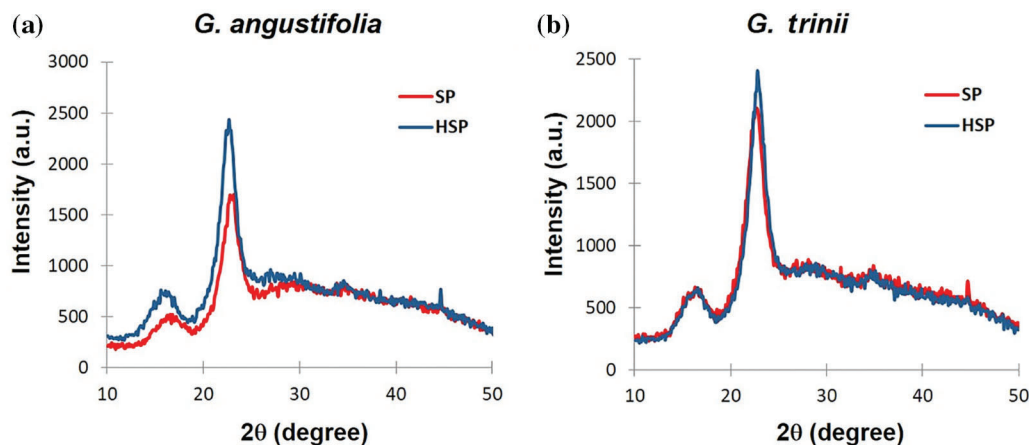 (a)
G. angustifolia
3000
2500
2000
1500
1000
500
0
Intensity (a.u.)
SP
HSP
10 20 30 40 50
2θ (degree)
(b)
G. trinii
2500
2000
1500
1000
500
0
Intensity (a.u.)
SP
HSP
10 20 30 40 50
2θ (degree)